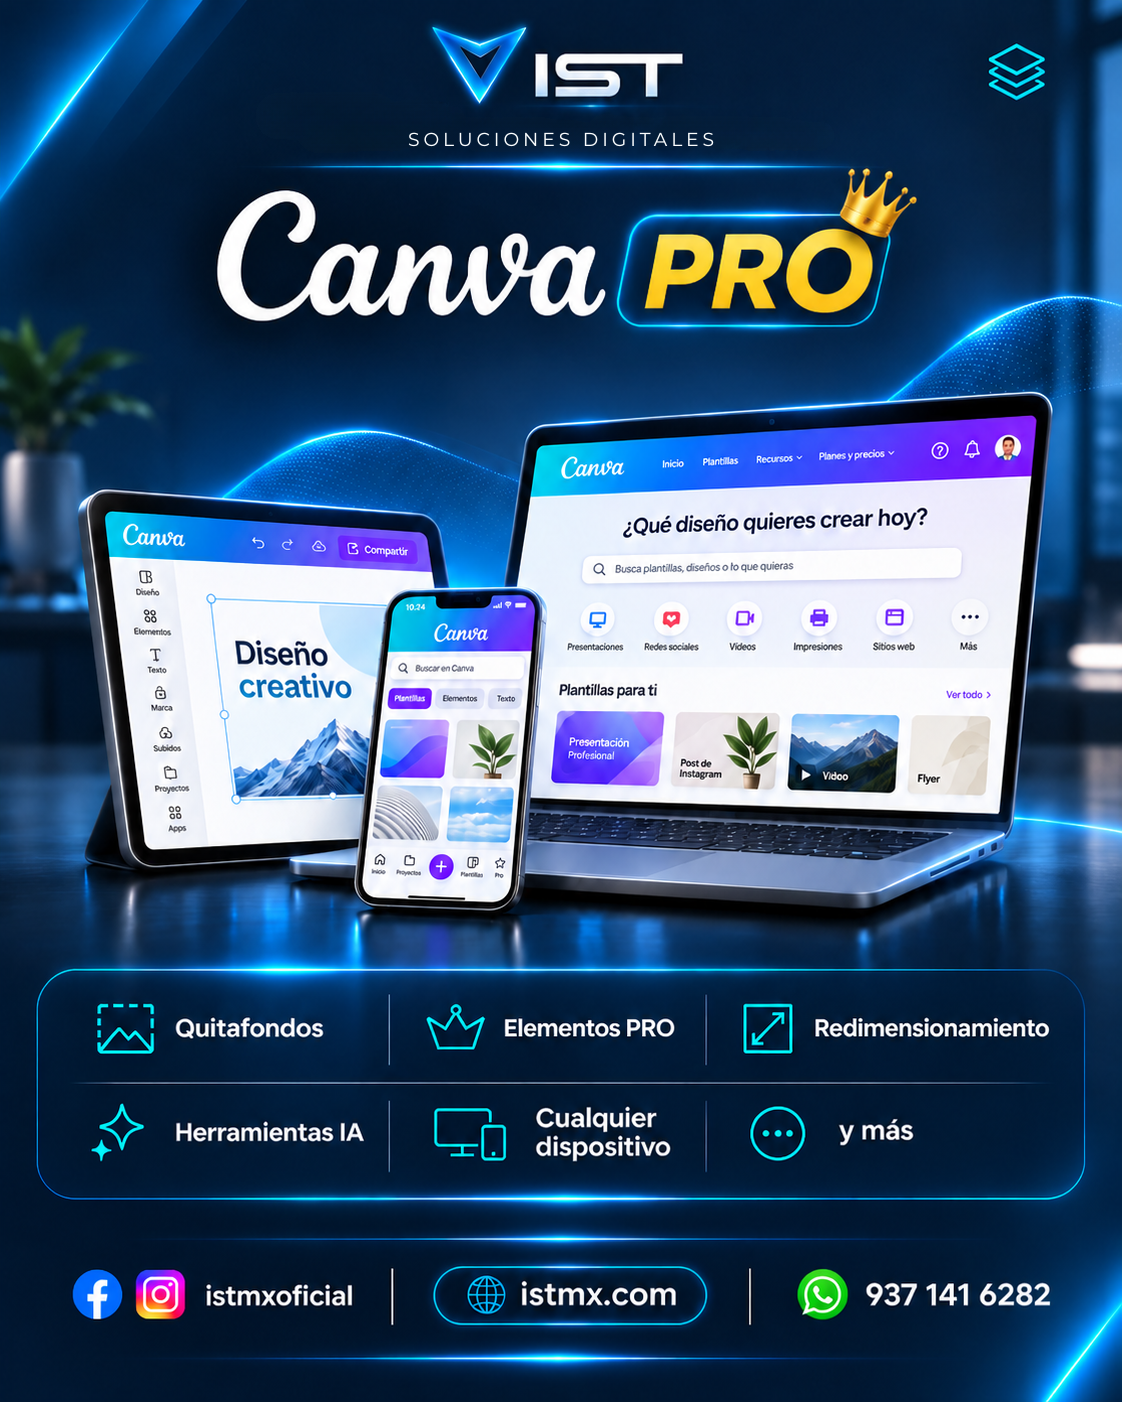 IST
SOLUCIONES DIGITALES
Canva PRO
Canva
Compartir
Diseño
Elementos
Texto
Marca
Subidos
Proyectos
Apps
Diseño
creativo
10:24
Canva
Buscar en Canva
Plantillas Elementos Texto
Inicio Proyectos Plantillas Pro
Canva Inicio Plantillas Recursos Planes y precios
¿Qué diseño quieres crear hoy?
Busca plantillas, diseños o lo que quieras
Presentaciones Redes sociales Videos Impresiones Sitios web Más
Plantillas para ti
Ver todo >
Presentación
Profesional
Post de
Instagram
Video
Flyer
Quitafondos
Elementos PRO
Redimensionamiento
Herramientas IA
Cualquier
dispositivo
y más
istmxoficial
istmx.com
937 141 6282